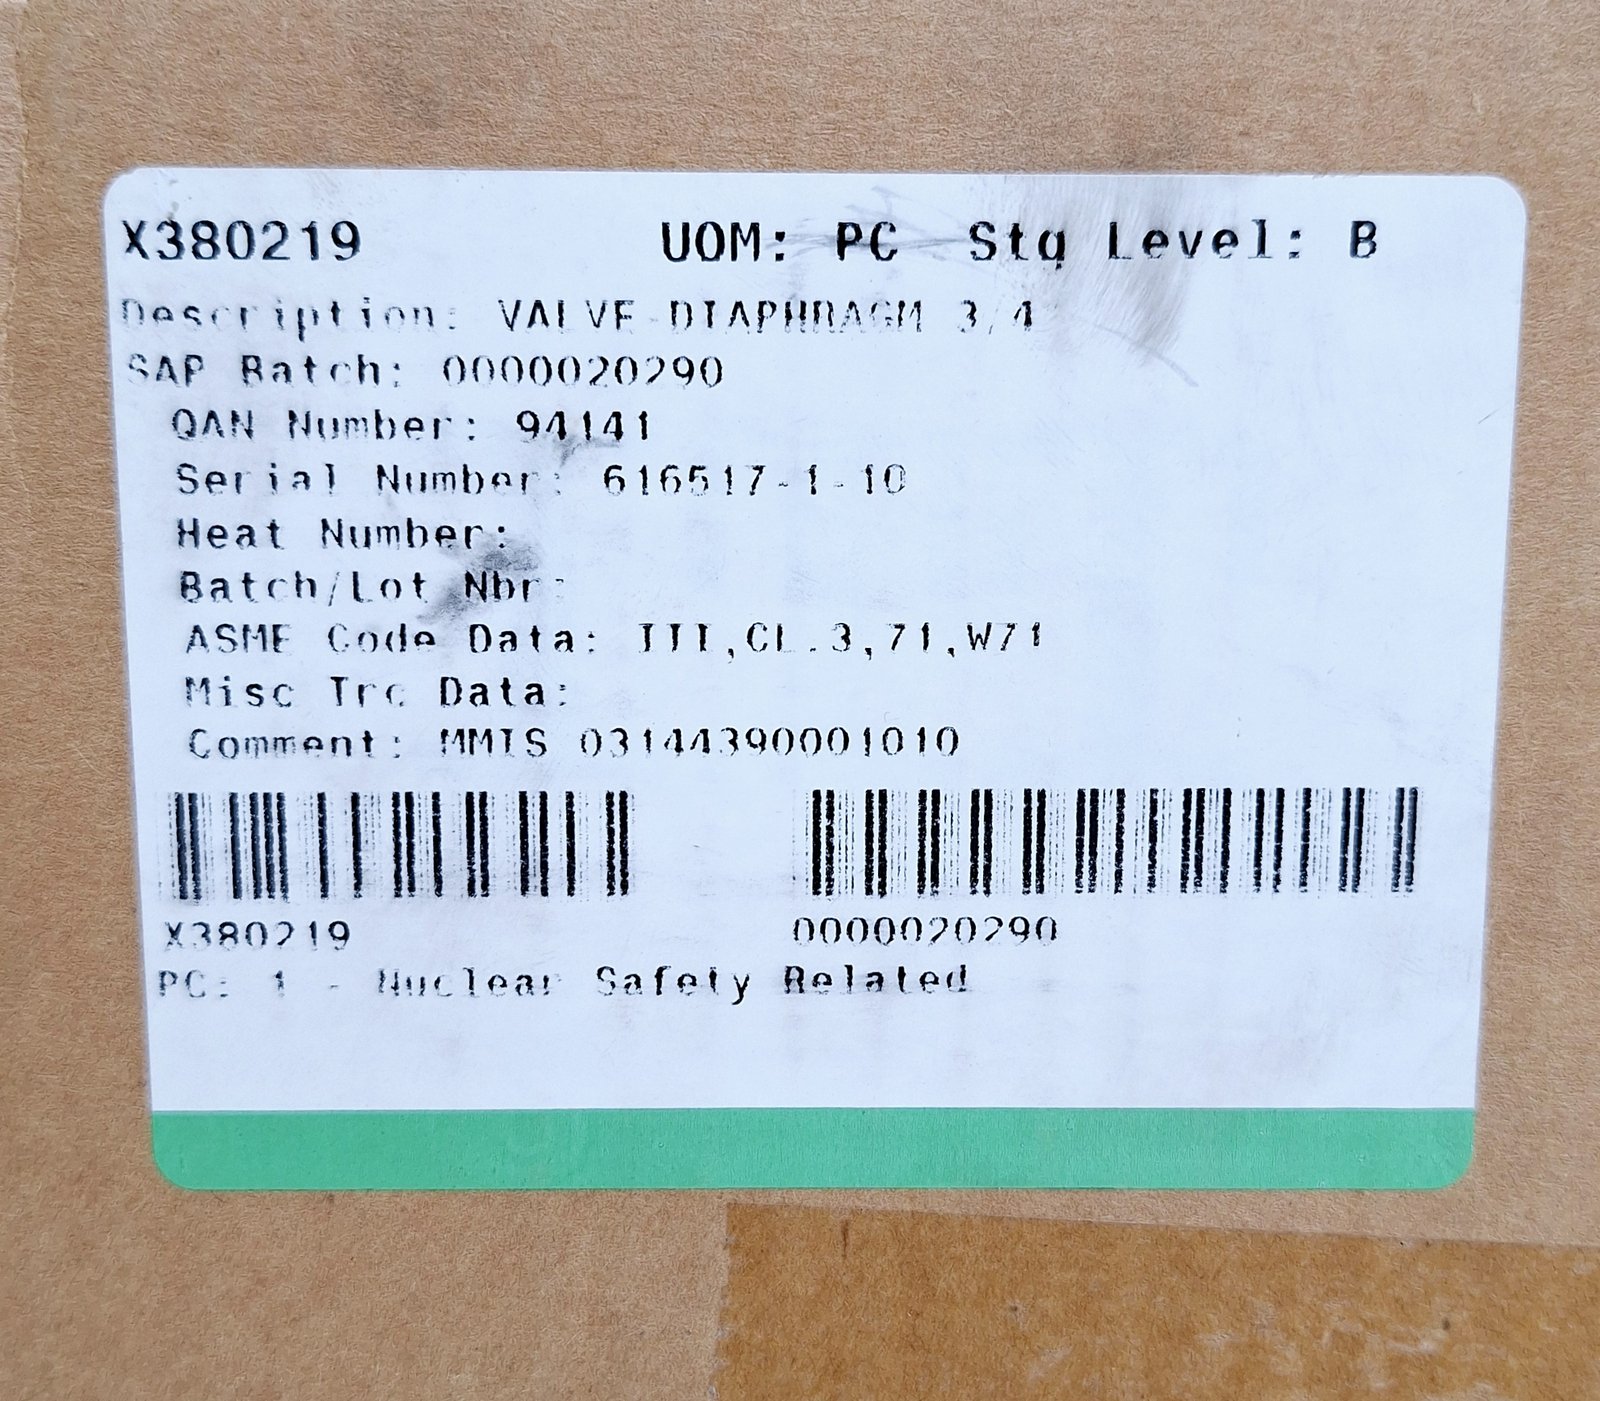 X380219 UOM: PC Stg Level: B
Description: VALVE-DIAPHRAGM 3/4
SAP Batch: 0000020290
QAN Number: 94141
Serial Number: 616517-1-10
Heat Number:
Batch/Lot Nbr:
ASME Code Data: III,CL.3,71,W71
Misc Trc Data:
Comment: MMIS 03144390001010
X380219 0000020290
PC: 1 - Nuclear Safety Related